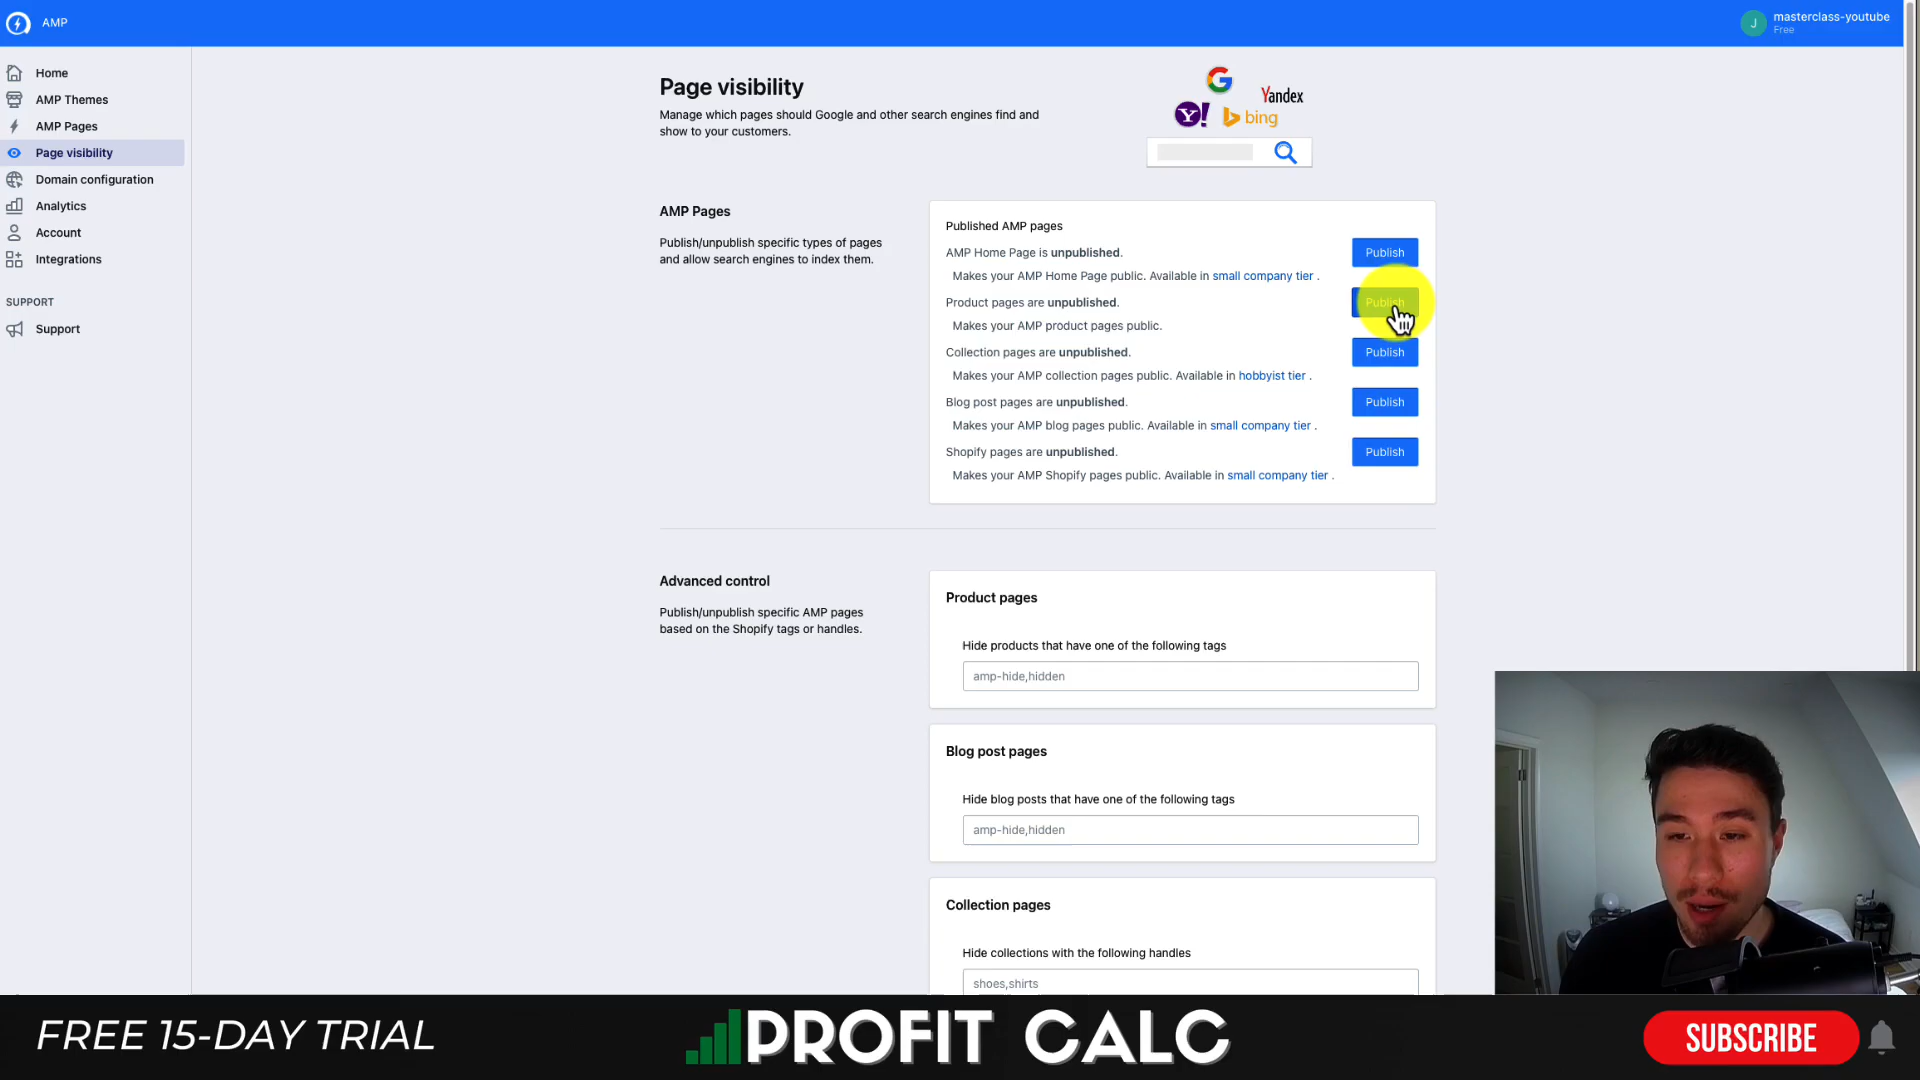 AMP
J
masterclass-youtube
Free
Home
AMP Themes
AMP Pages
Page visibility
Domain configuration
Analytics
Account
Integrations
SUPPORT
Support
Page visibility
Manage which pages should Google and other search engines find and
show to your customers.
G
Yandex
Y!
bing
AMP Pages
Publish/unpublish specific types of pages
and allow search engines to index them.
Published AMP pages
AMP Home Page is unpublished.
Publish
Makes your AMP Home Page public. Available in small company tier .
Product pages are unpublished.
Publish
Makes your AMP product pages public.
Collection pages are unpublished.
Publish
Makes your AMP collection pages public. Available in hobbyist tier .
Blog post pages are unpublished.
Publish
Makes your AMP blog pages public. Available in small company tier .
Shopify pages are unpublished.
Publish
Makes your AMP Shopify pages public. Available in small company tier .
Advanced control
Publish/unpublish specific AMP pages
based on the Shopify tags or handles.
Product pages
Hide products that have one of the following tags
amp-hide,hidden
Blog post pages
Hide blog posts that have one of the following tags
amp-hide,hidden
Collection pages
Hide collections with the following handles
shoes,shirts
FREE 15-DAY TRIAL
PROFIT CALC
SUBSCRIBE